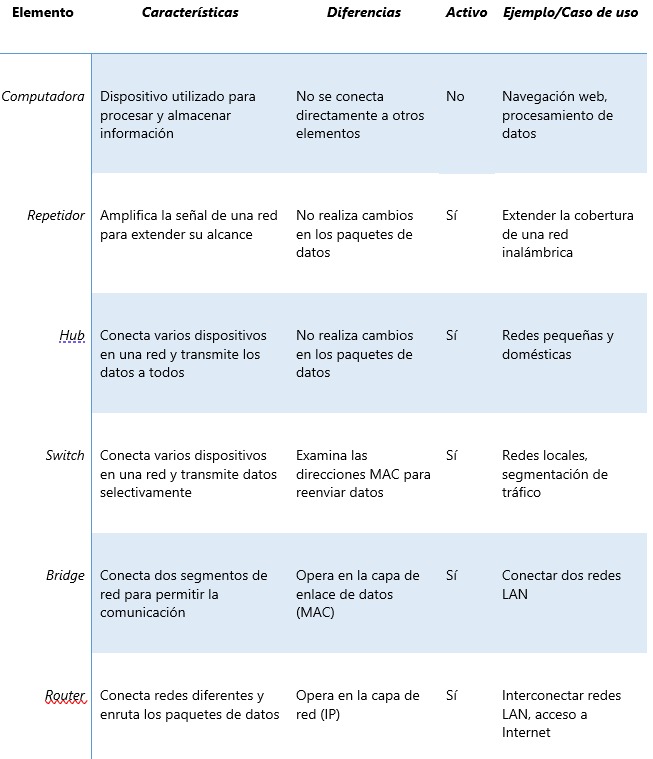 Elemento Características Diferencias Activo Ejemplo/Caso de uso
Computadora Dispositivo utilizado para No se conecta No Navegación web,
procesar y almacenar directamente a otros procesamiento de
información elementos datos
Repetidor Amplifica la señal de una red No realiza cambios Sí Extender la cobertura
para extender su alcance en los paquetes de de una red
datos inalámbrica
Hub Conecta varios dispositivos No realiza cambios Sí Redes pequeñas y
en una red y transmite los en los paquetes de domésticas
datos a todos datos
Switch Conecta varios dispositivos Examina las Sí Redes locales,
en una red y transmite datos direcciones MAC para segmentación de
selectivamente reenviar datos tráfico
Bridge Conecta dos segmentos de Opera en la capa de Sí Conectar dos redes
red para permitir la enlace de datos LAN
comunicación (MAC)
Router Conecta redes diferentes y Opera en la capa de Sí Interconectar redes
enruta los paquetes de datos red (IP) LAN, acceso a
Internet